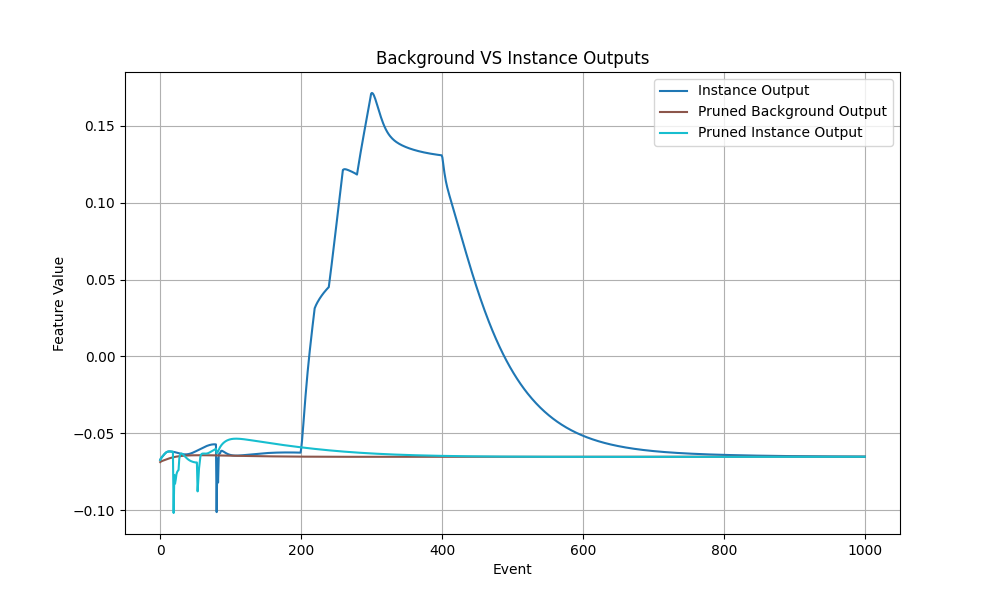 Background VS Instance Outputs
Instance Output
Pruned Background Output
Pruned Instance Output
Feature Value
0.15
0.10
0.05
0.00
−0.05
−0.10
0 200 400 600 800 1000
Event